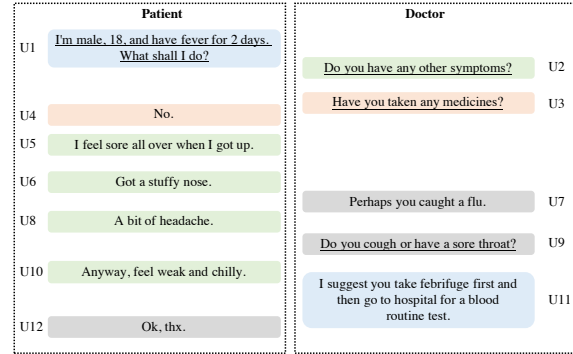 Patient
Doctor
U1
I'm male, 18, and have fever for 2 days.
What shall I do?
Do you have any other symptoms?
U2
Have you taken any medicines?
U3
U4
No.
U5
I feel sore all over when I got up.
U6
Got a stuffy nose.
Perhaps you caught a flu.
U7
U8
A bit of headache.
Do you cough or have a sore throat?
U9
U10
Anyway, feel weak and chilly.
I suggest you take febrifuge first and
then go to hospital for a blood
routine test.
U11
U12
Ok, thx.